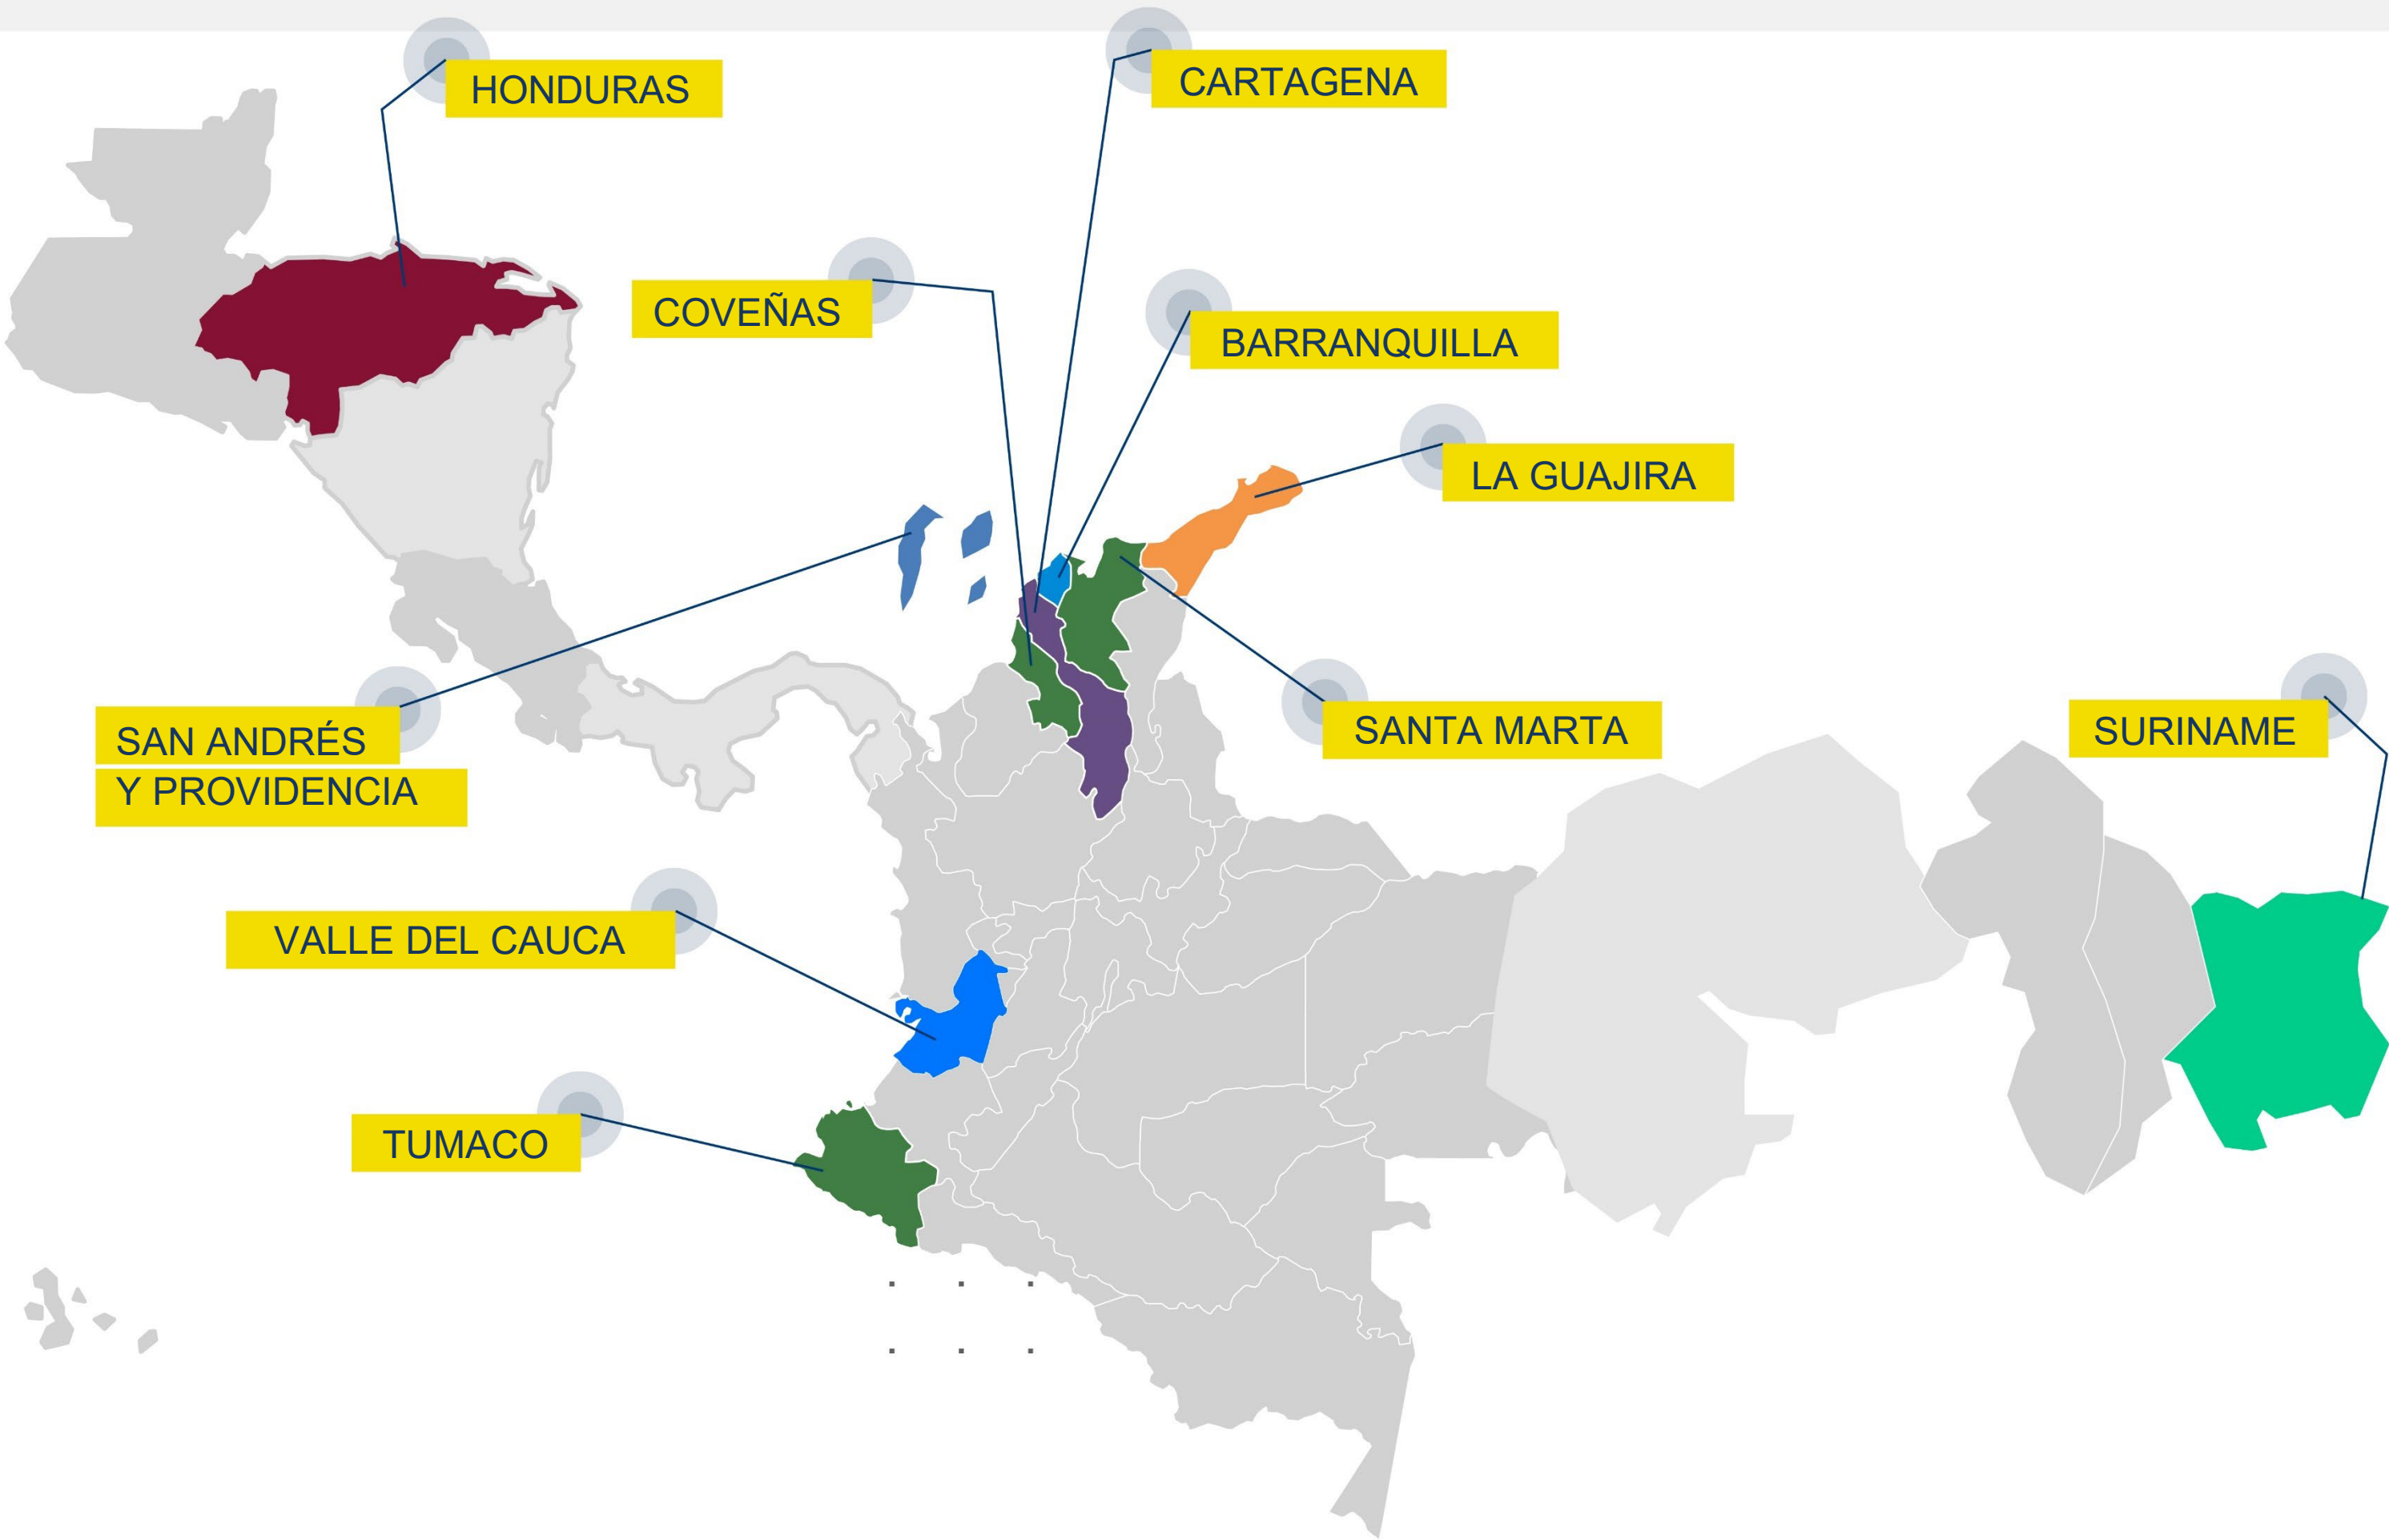 HONDURAS
CARTAGENA
COVEÑAS
BARRANQUILLA
LA GUAJIRA
SAN ANDRÉS
Y PROVIDENCIA
SANTA MARTA
SURINAME
VALLE DEL CAUCA
TUMACO